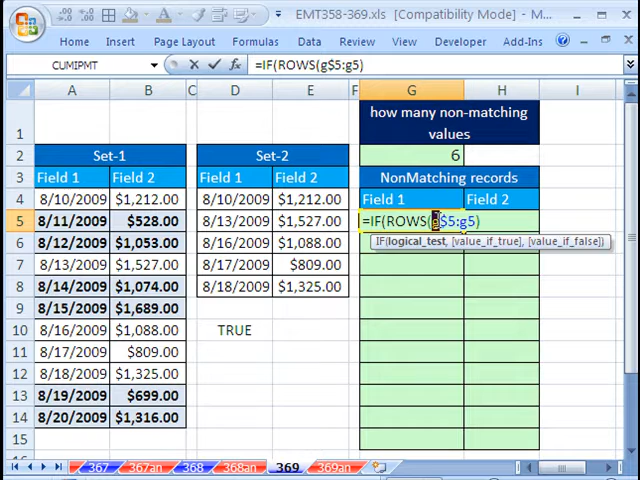 EMT358-369.xls [Compatibility Mode] - M...
Home Insert Layout Formulas Data Review View Developer Add-Ins
CUMIPMT =IF(ROWS(g$5:g5)
A B C D E F G H I
1 how many non-matching
values
2 Set-1 Set-2 6
3 Field 1 Field 2 Field 1 Field 2 NonMatching records
4 8/10/2009 $1,212.00 8/10/2009 $1,212.00 Field 1 Field 2
5 8/11/2009 $528.00 8/13/2009 $1,527.00 =IF(ROWS(g$5:g5)
IF(logical_test, [value_if_true], [value_if_false])
6 8/12/2009 $1,053.00 8/16/2009 $1,088.00
7 8/13/2009 $1,527.00 8/17/2009 $809.00
8 8/14/2009 $1,074.00 8/18/2009 $1,325.00
9 8/15/2009 $1,689.00
10 8/16/2009 $1,088.00 TRUE
11 8/17/2009 $809.00
12 8/18/2009 $1,325.00
13 8/19/2009 $699.00
14 8/20/2009 $1,316.00
15
367 367an 368 368an 369 369an